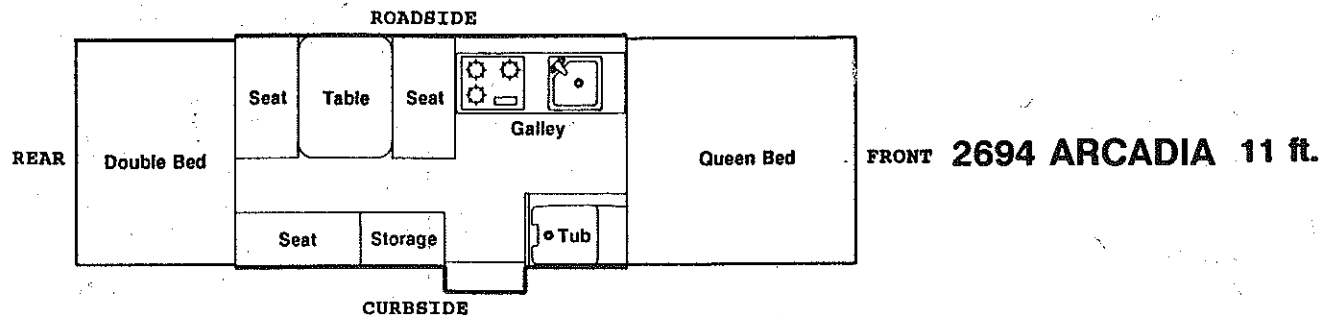 ROADSIDE
Seat Table Seat
Galley
REAR Double Bed Queen Bed FRONT 2694 ARCADIA 11 ft.
Seat Storage Tub
CURBSIDE